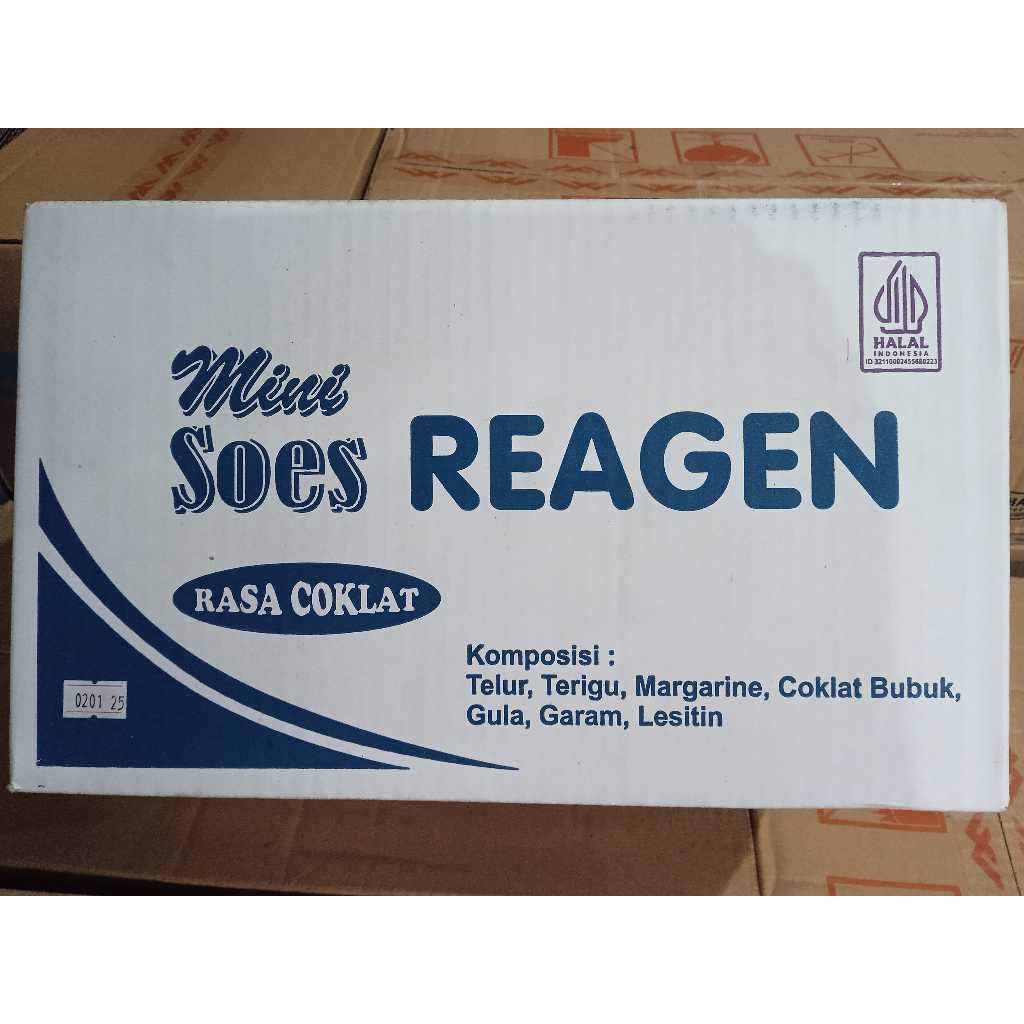 HALAL
INDONESIA
Mini
Soes REAGEN
RASA COKLAT
Komposisi :
Telur, Terigu, Margarine, Coklat Bubuk,
Gula, Garam, Lesitin
0201 25